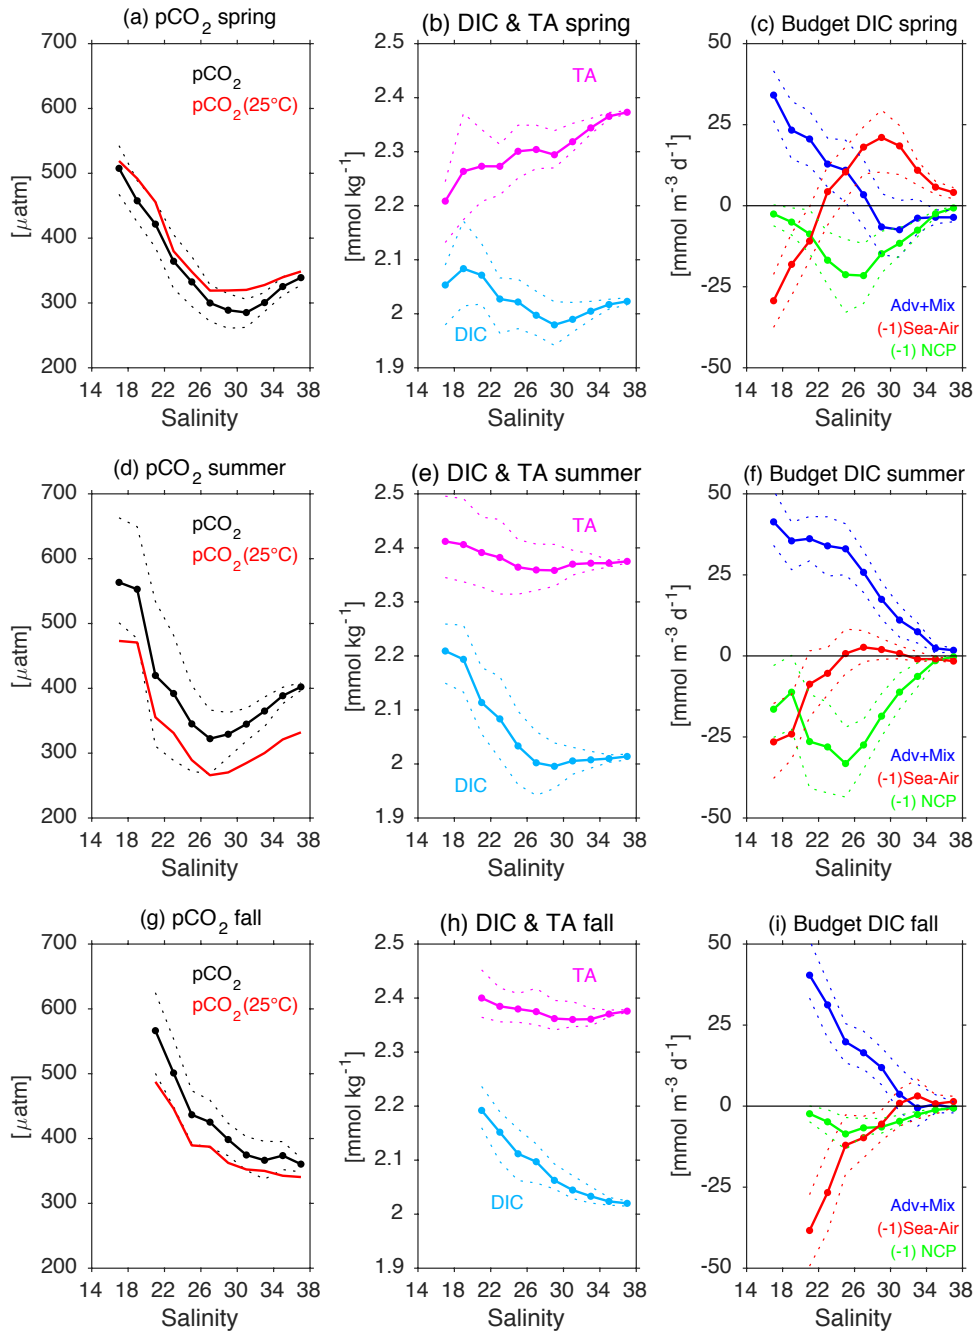 (a) pCO2 spring
[μatm]
700
600
500
400
300
200
pCO2
pCO2(25°C)
14 18 22 26 30 34 38
Salinity
(b) DIC & TA spring
[mmol kg-1]
2.4
2.3
2.2
2.1
2
1.9
TA
DIC
14 18 22 26 30 34 38
Salinity
(c) Budget DIC spring
[mmol m-3 d-1]
50
25
0
-25
-50
Adv+Mix
(-1)Sea-Air
(-1) NCP
14 18 22 26 30 34 38
Salinity
(d) pCO2 summer
[μatm]
700
600
500
400
300
200
pCO2
pCO2(25°C)
14 18 22 26 30 34 38
Salinity
(e) DIC & TA summer
[mmol kg-1]
2.5
2.4
2.3
2.2
2.1
2
1.9
TA
DIC
14 18 22 26 30 34 38
Salinity
(f) Budget DIC summer
[mmol m-3 d-1]
50
25
0
-25
-50
Adv+Mix
(-1)Sea-Air
(-1) NCP
14 18 22 26 30 34 38
Salinity
(g) pCO2 fall
[μatm]
700
600
500
400
300
200
pCO2
pCO2(25°C)
14 18 22 26 30 34 38
Salinity
(h) DIC & TA fall
[mmol kg-1]
2.5
2.4
2.3
2.2
2.1
2
1.9
TA
DIC
14 18 22 26 30 34 38
Salinity
(i) Budget DIC fall
[mmol m-3 d-1]
50
25
0
-25
-50
Adv+Mix
(-1)Sea-Air
(-1) NCP
14 18 22 26 30 34 38
Salinity